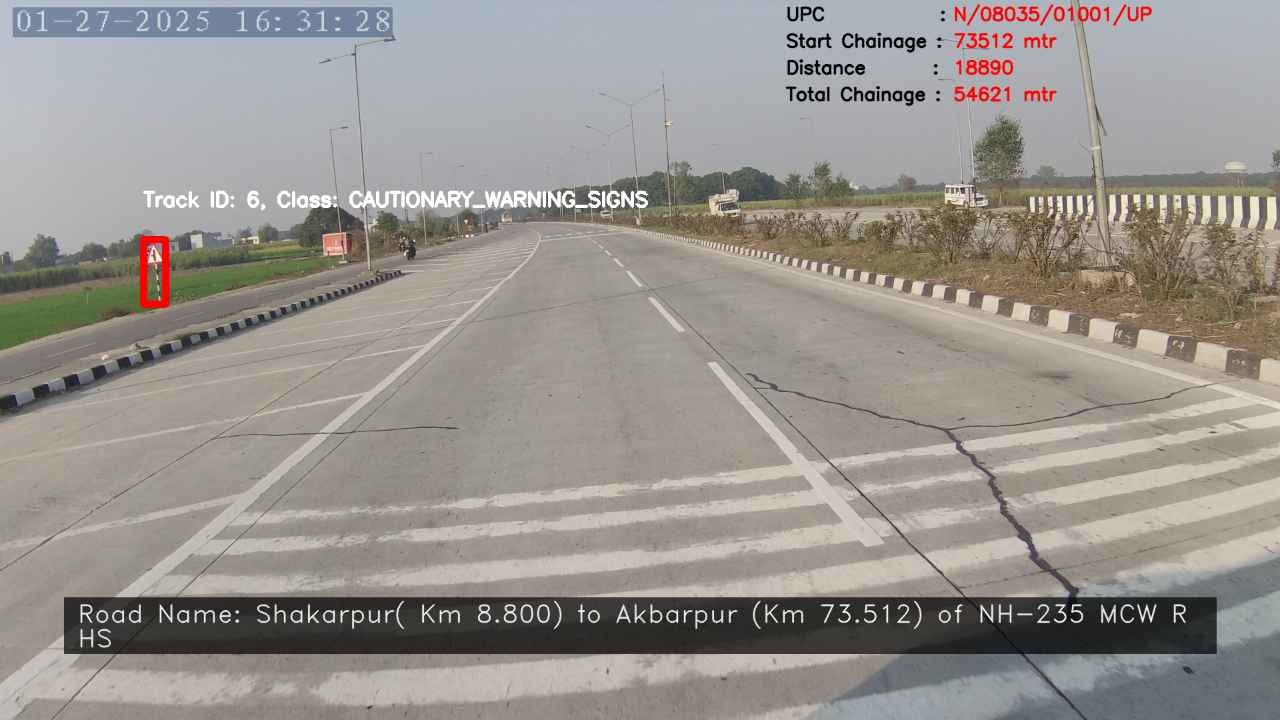 01-27-2025 16:31:28
UPC : N/08035/01001/UP
Start Chainage : 73512 mtr
Distance : 18890
Total Chainage : 54621 mtr
Track ID: 6, Class: CAUTIONARY_WARNING_SIGNS
Road Name: Shakarpur( Km 8.800) to Akbarpur (Km 73.512) of NH-235 MCW R
HS